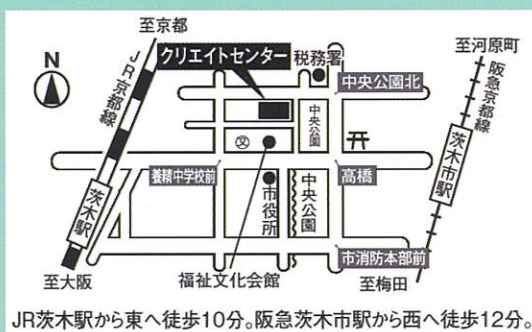 至京都
N
JR京都線
クリエイトセンター
税務署
中央公園北
至河原町
阪急京都線
中央公園
文
養精中学校前
高橋
茨木駅
市役所
中央公園
茨木市駅
市消防本部前
至大阪
福祉文化会館
至梅田
JR茨木駅から東へ徒歩10分。阪急茨木市駅から西へ徒歩12分。